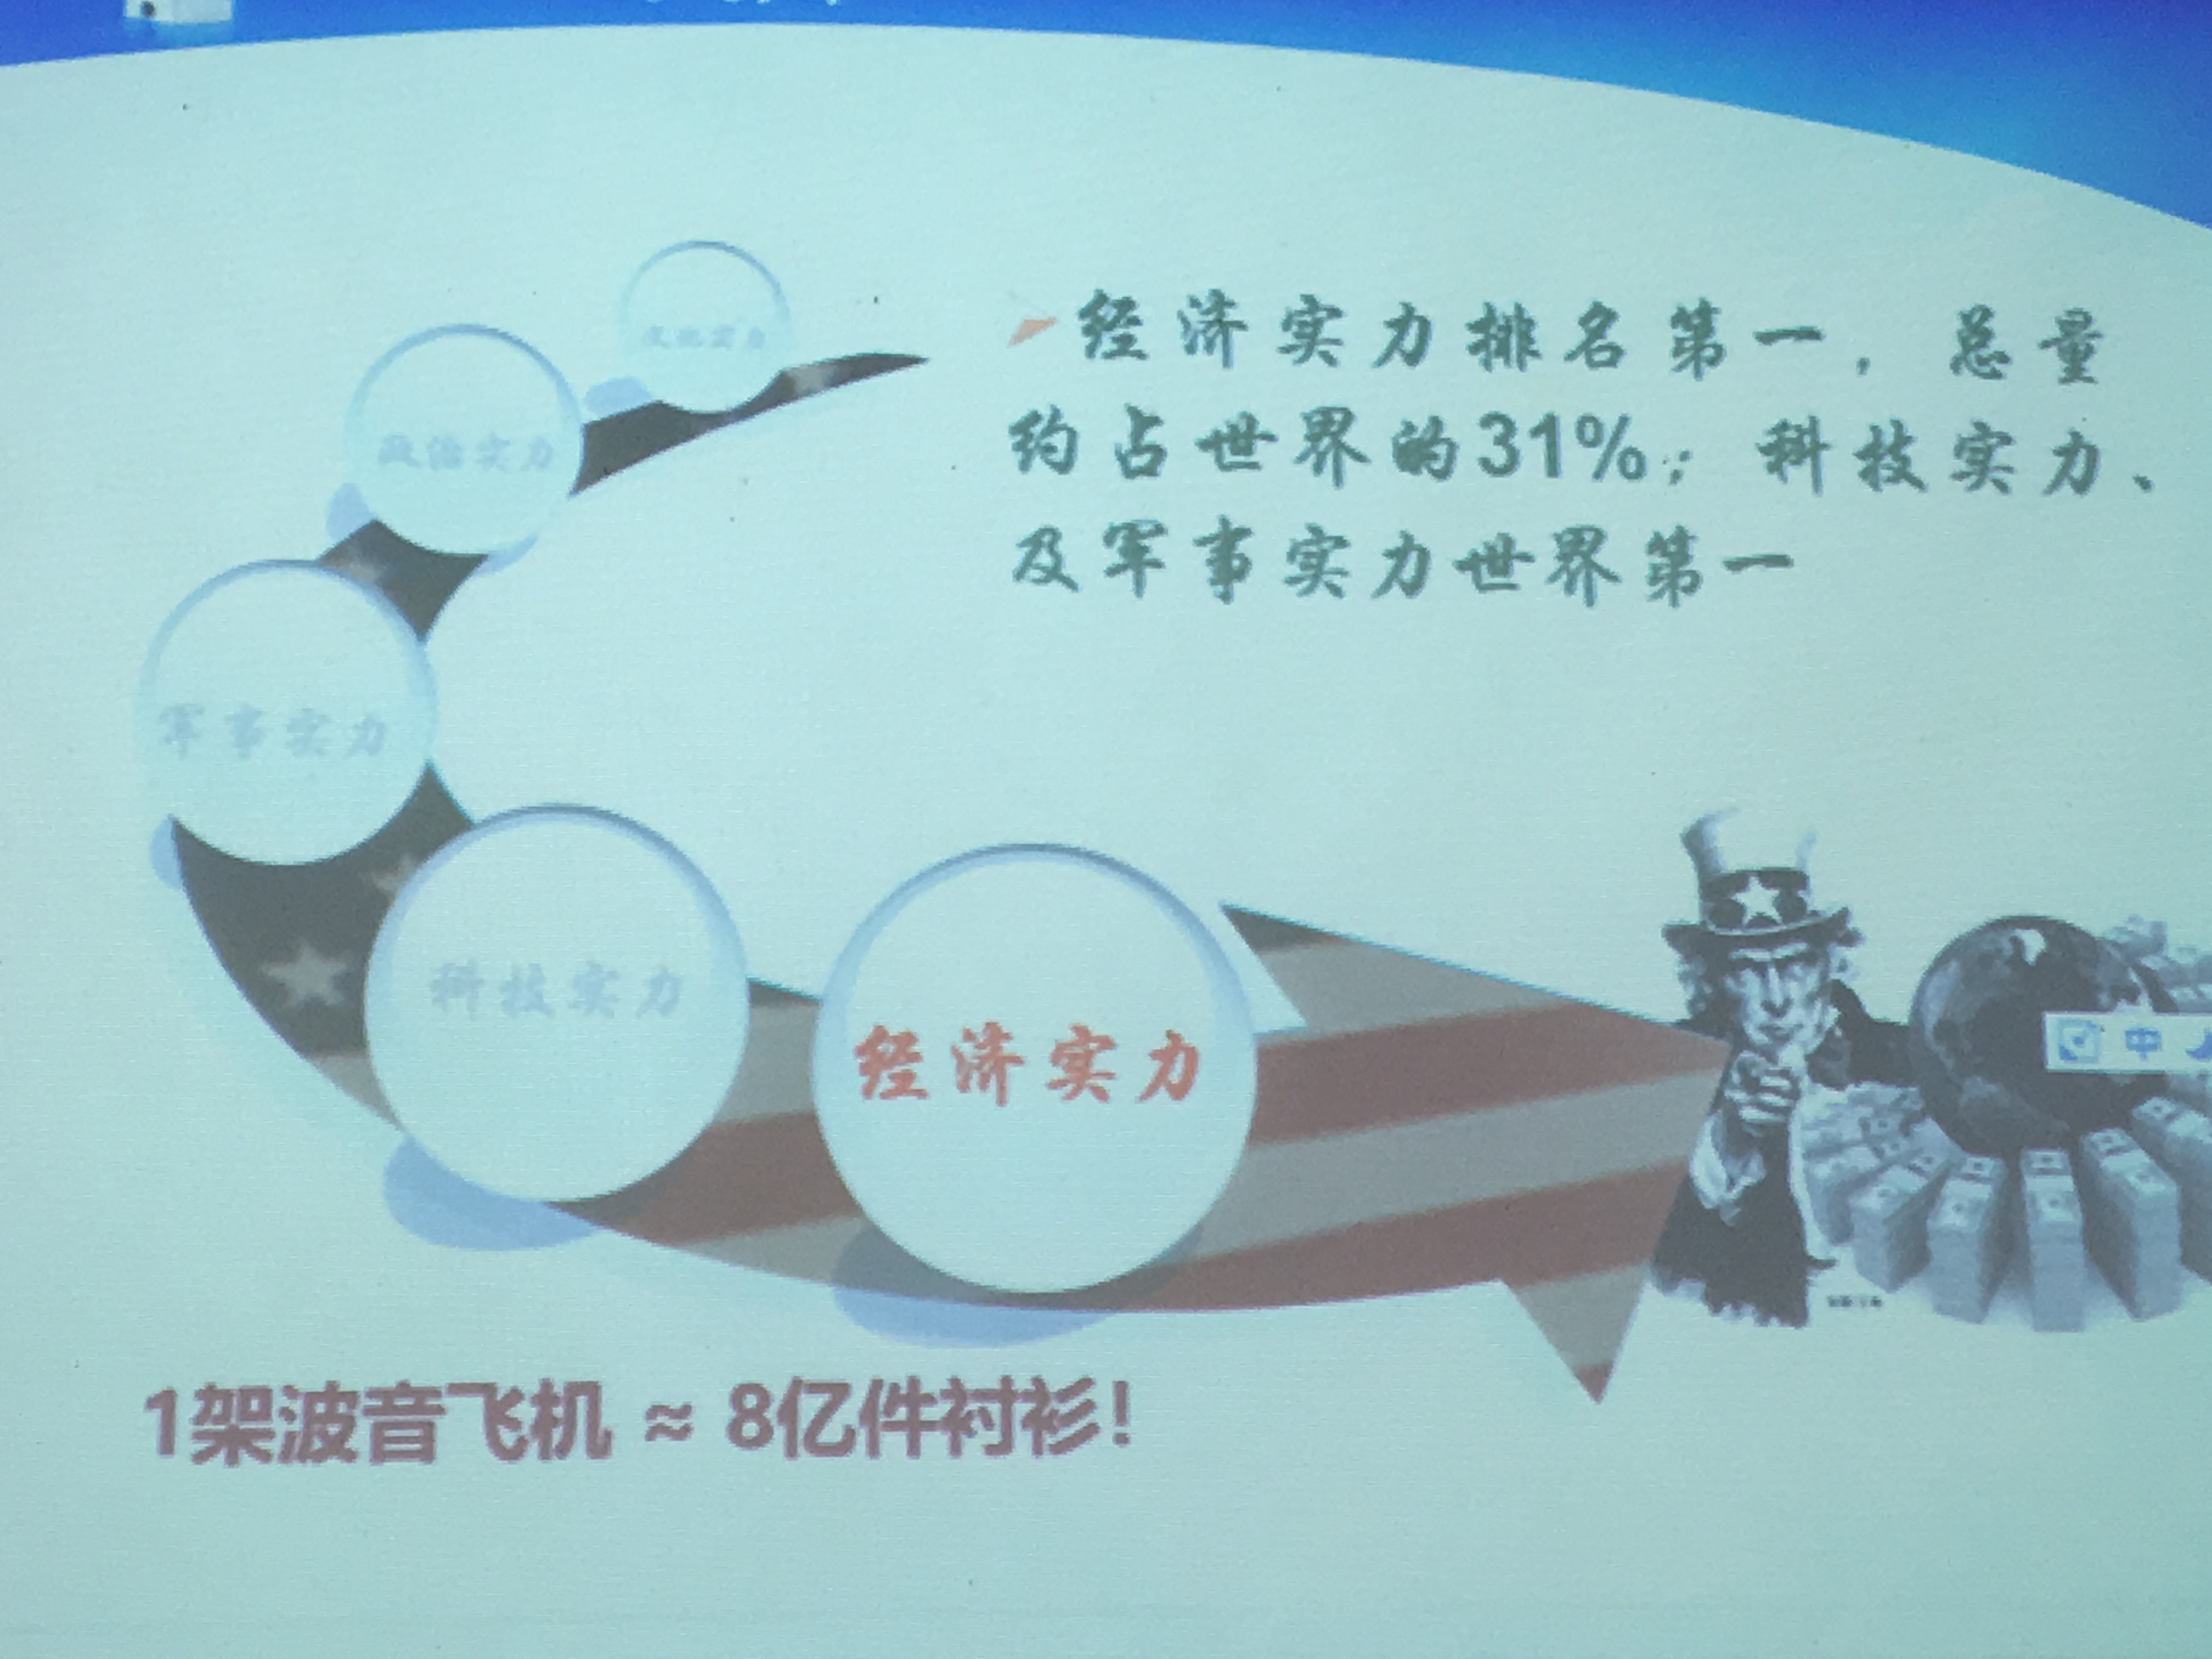 经济实力排名第一，总量
约占世界的31%；科技实力、
及军事实力世界第一
文化实力
政治实力
军事实力
科技实力
经济实力
中
1架波音飞机 ≈ 8亿件衬衫！